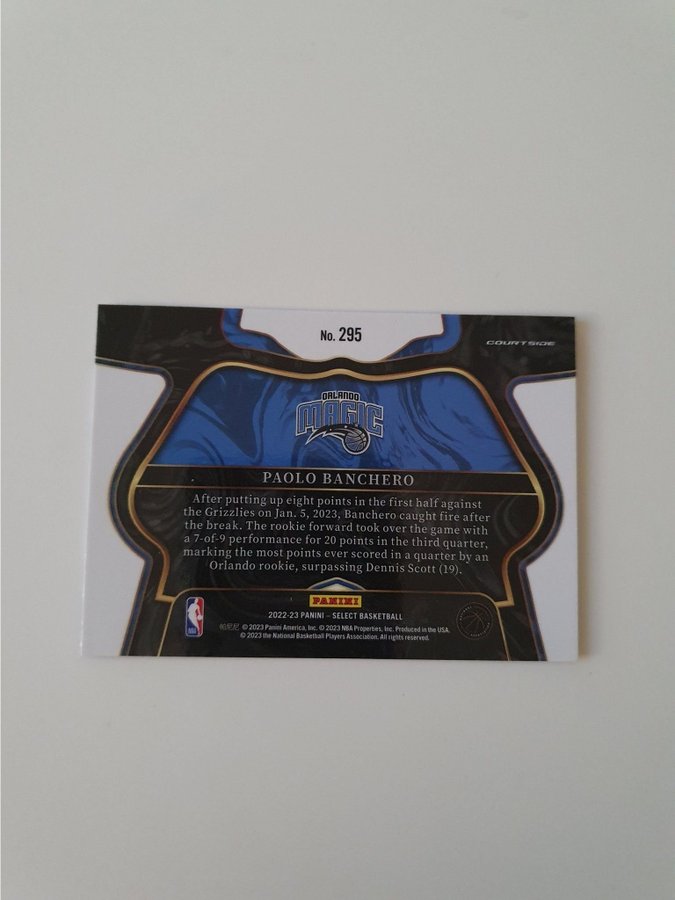 No. 295
COURTSIDE
ORLANDO
MAGIC
PAOLO BANCHERO
After putting up eight points in the first half against
the Grizzlies on Jan. 5, 2023, Banchero caught fire after
the break. The rookie forward took over the game with
a 7-of-9 performance for 20 points in the third quarter,
marking the most points ever scored in a quarter by an
Orlando rookie, surpassing Dennis Scott (19).
PANINI
2022-23 PANINI – SELECT BASKETBALL
帕尼尼 © 2023 Panini America, Inc. © 2023 NBA Properties, Inc. Produced in the USA.
© 2023 the National Basketball Players Association. All rights reserved.
NBA